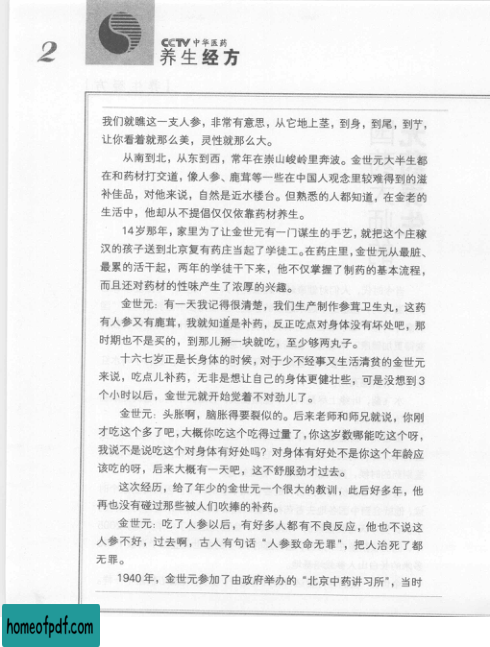 2
CCTV 中华医药
养生经方
我们就瞧这一支人参，非常有意思，从它地上茎，到身，到尾，到艼，
让你看着就那么美，灵性就那么大。
从南到北，从东到西，常年在崇山峻岭里奔波。金世元大半生都
在和药材打交道，像人参、鹿茸等一些在中国人观念里较难得到的滋
补佳品，对他来说，自然是近水楼台。但熟悉的人都知道，在金老的
生活中，他却从不提倡仅仅依靠药材养生。
14岁那年，家里为了让金世元有一门谋生的手艺，就把这个庄稼
汉的孩子送到北京复有药庄当起了学徒工。在药庄里，金世元从最脏、
最累的活干起，两年的学徒干下来，他不仅掌握了制药的基本流程，
而且还对药材的性味产生了浓厚的兴趣。
金世元：有一天我记得很清楚，我们生产制作参茸卫生丸，这药
有人参又有鹿茸，我就知道是补药，反正吃点对身体没有坏处吧，那
时期也不是买的，到那儿掰一块就吃，至少够两丸子。
十六七岁正是长身体的时候，对于少不经事又生活清贫的金世元
来说，吃点儿补药，无非是想让自己的身体更健壮些，可是没想到3
个小时以后，金世元就开始觉着不对劲儿了。
金世元：头胀啊，脑胀得要裂似的。后来老师和师兄就说，你刚
才吃这个多了吧，大概你吃这个吃得过量了，你这岁数哪能吃这个呀，
我说不是说吃这个对身体有好处吗？对身体有好处不是你这个年龄应
该吃的呀，后来大概有一天吧，这不舒服劲才过去。
这次经历，给了年少的金世元一个很大的教训，此后好多年，他
再也没有碰过那些被人们吹捧的补药。
金世元：吃了人参以后，有好多人都有不良反应，他也不说这
人参不好，过去啊，古人有句话“人参致命无罪”，把人治死了都
无罪。
1940年，金世元参加了由政府举办的“北京中药讲习所”，当时
homeofpdf.com